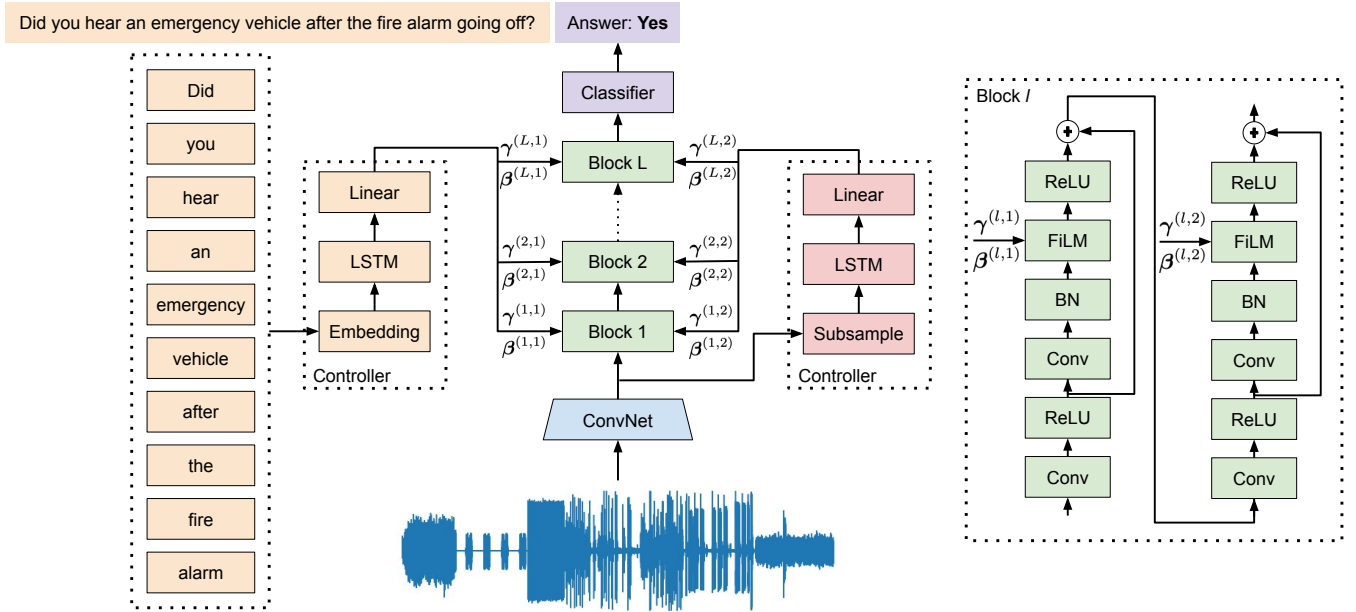 Did you hear an emergency vehicle after the fire alarm going off?
Answer: Yes
Did
you
hear
an
emergency
vehicle
after
the
fire
alarm
Linear
LSTM
Embedding
Controller
Classifier
Block L
Block 2
Block 1
ConvNet
γ^(L,1)
β^(L,1)
γ^(2,1)
β^(2,1)
γ^(1,1)
β^(1,1)
γ^(L,2)
β^(L,2)
γ^(2,2)
β^(2,2)
γ^(1,2)
β^(1,2)
Linear
LSTM
Subsample
Controller
Block l
+
ReLU
γ^(l,1)
FiLM
β^(l,1)
BN
Conv
ReLU
Conv
+
ReLU
γ^(l,2)
FiLM
β^(l,2)
BN
Conv
ReLU
Conv